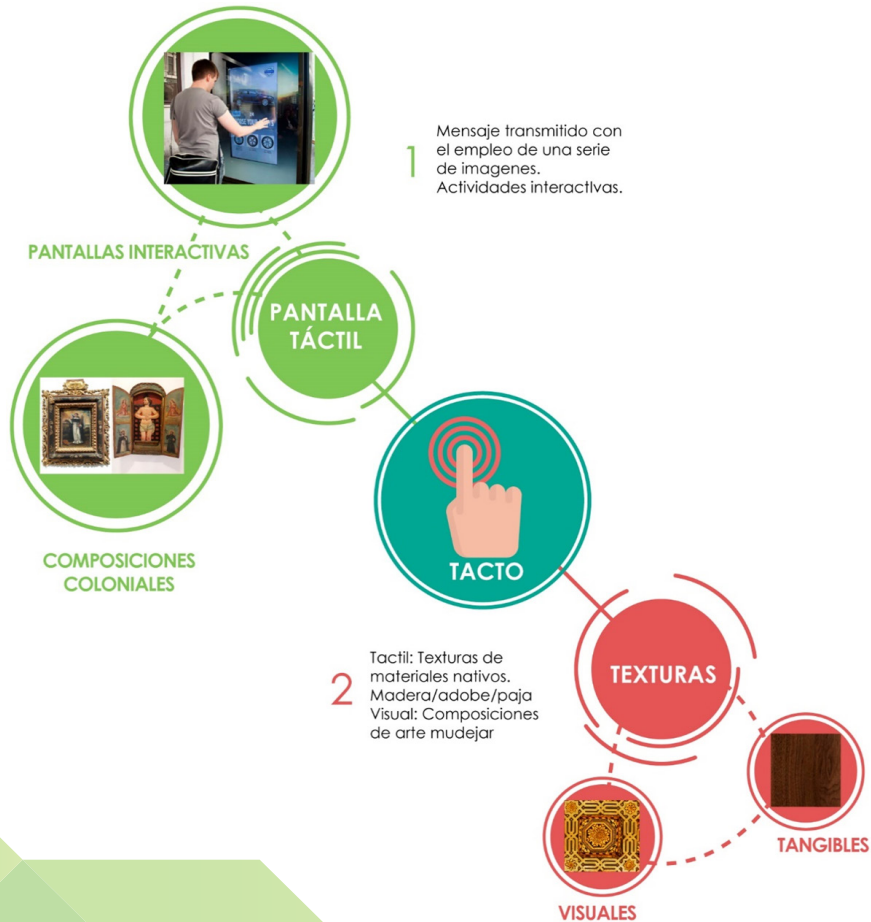 1
Mensaje transmitido con
el empleo de una serie
de imagenes.
Actividades interactIvas.
PANTALLAS INTERACTIVAS
PANTALLA
TÁCTIL
COMPOSICIONES
COLONIALES
TACTO
2
Tactil: Texturas de
materiales nativos.
Madera/adobe/paja
Visual: Composiciones
de arte mudejar
TEXTURAS
TANGIBLES
VISUALES